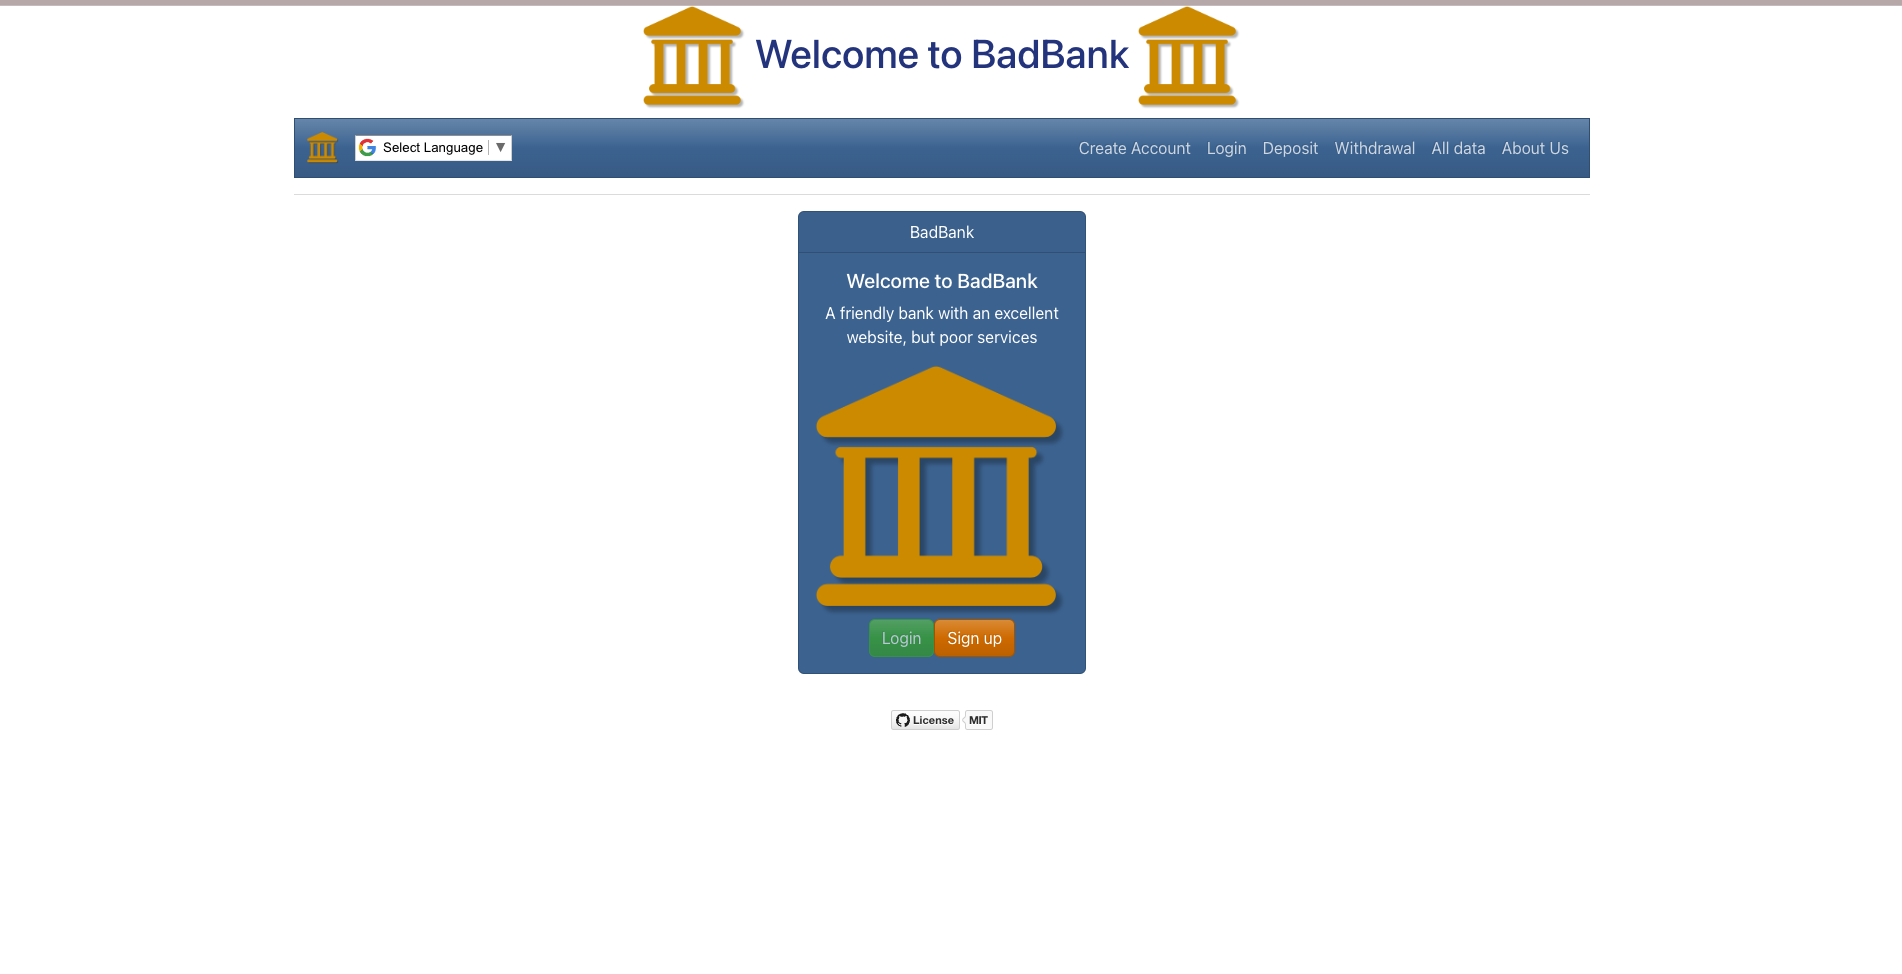 Welcome to BadBank
Select Language ▼
Create Account Login Deposit Withdrawal All data About Us
BadBank
Welcome to BadBank
A friendly bank with an excellent
website, but poor services
Login Sign up
License MIT